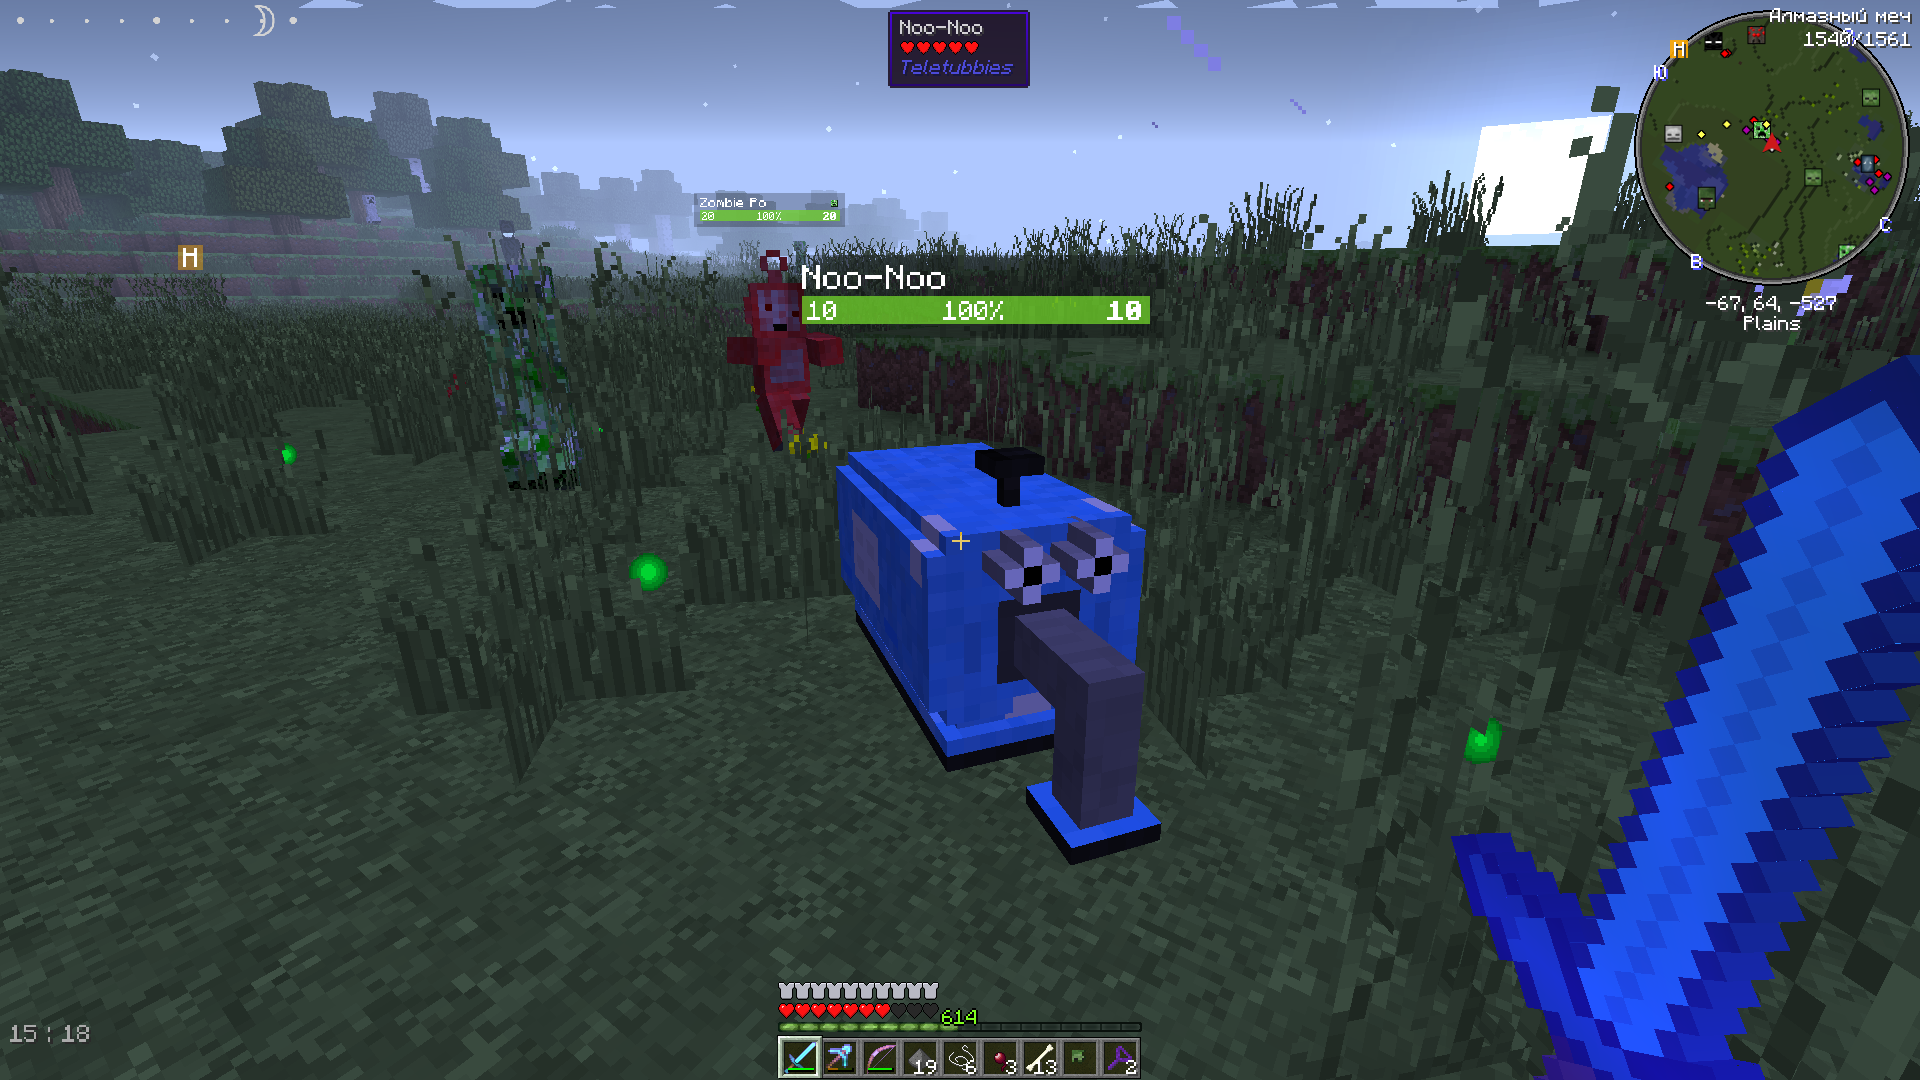 Noo-Noo
Teletubbies
Алмазный меч
1540/1561
H
Ю
C
B
-67, 64, -527
Plains
Zombie Po
20 100% 20
H
Noo-Noo
10 100% 10
614
15:18
19 6 3 13 2